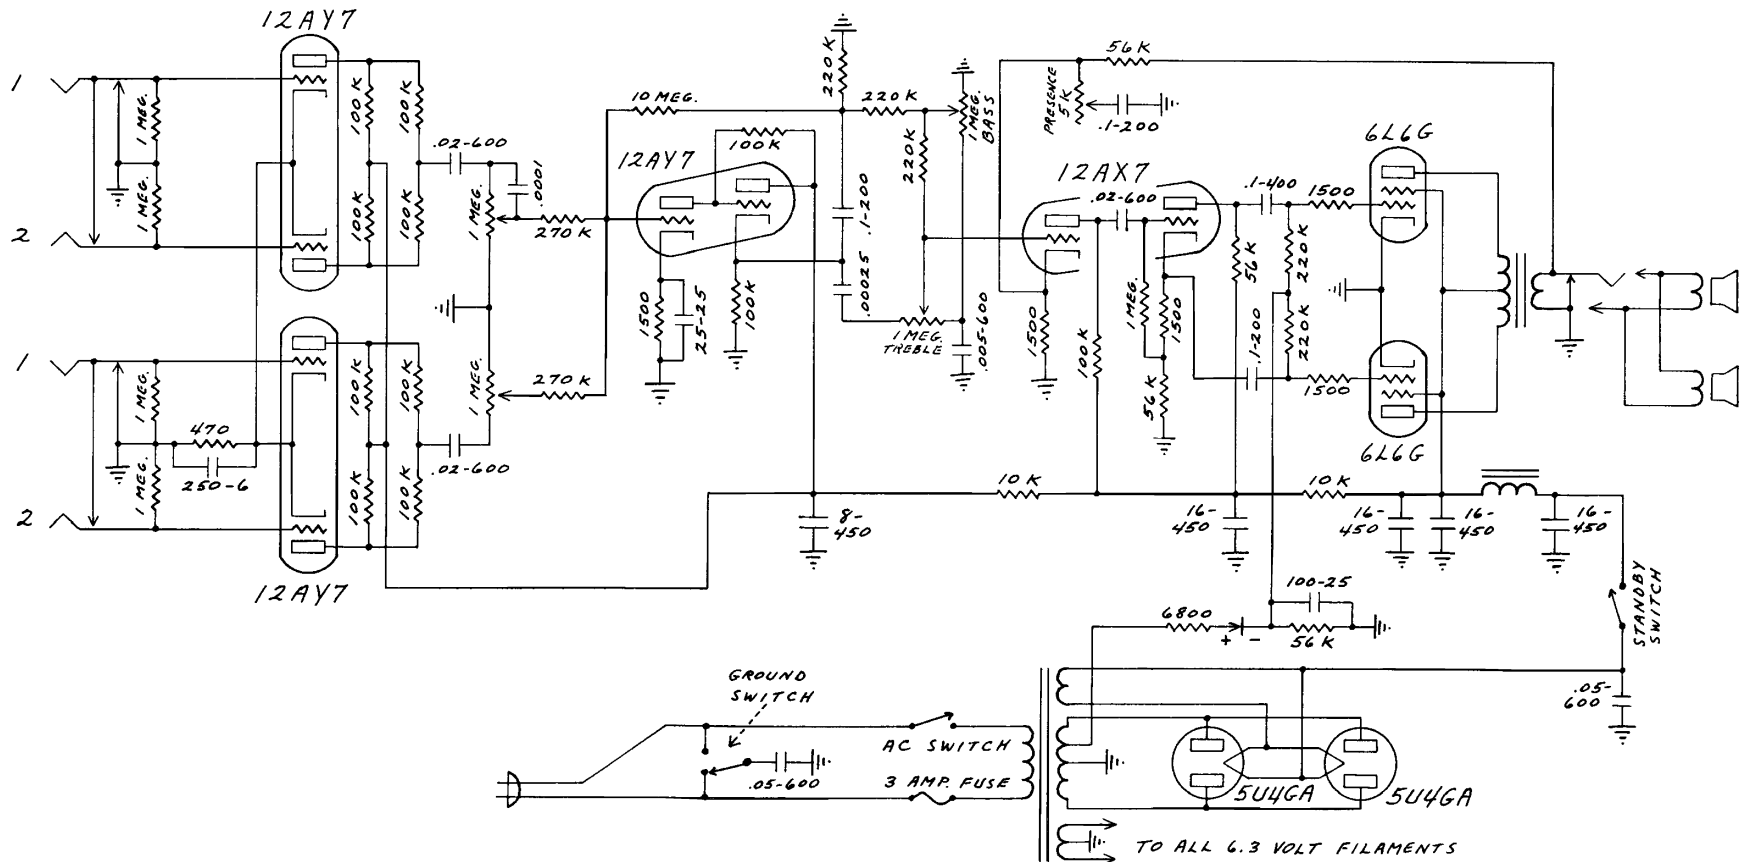 12AY7
1
2
1 MEG.
1 MEG.
100K
100K
100K
100K
.02-600
.0001
1 MEG.
270K
10 MEG.
12AY7
100K
220K
220K
220K
1 MEG.
BASS
.1-200
.00025
1500
25-25
100K
1 MEG.
TREBLE
.005-600
56K
PRESENCE
5K
.1-200
12AX7
.02-600
1500
100K
1 MEG.
1500
56K
56K
.1-400
.1-200
220K
220K
1500
1500
6L6G
6L6G
1
2
1 MEG.
1 MEG.
470
250-6
12AY7
100K
100K
100K
100K
1 MEG.
270K
.02-600
8-
450
10K
16-
450
10K
16-
450
16-
450
16-
450
STANDBY
SWITCH
100-25
6800
+ -
56K
.05-
600
GROUND
SWITCH
.05-600
AC SWITCH
3 AMP. FUSE
5U4GA
5U4GA
TO ALL 6.3 VOLT FILAMENTS